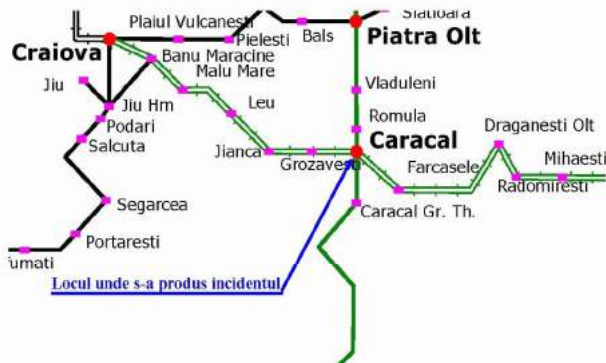 Slatioara
Plaiul Vulcanesti
Bals
Piatra Olt
Pielesti
Craiova
Banu Maracine
Malu Mare
Jiu
Vladuleni
Jiu Hm
Leu
Podari
Romula
Draganesti Olt
Salcuta
Caracal
Jianca
Grozavesti
Farcasele
Mihaesti
Radomiresti
Segarcea
Caracal Gr. Th.
Portaresti
Locul unde s-a produs incidentul